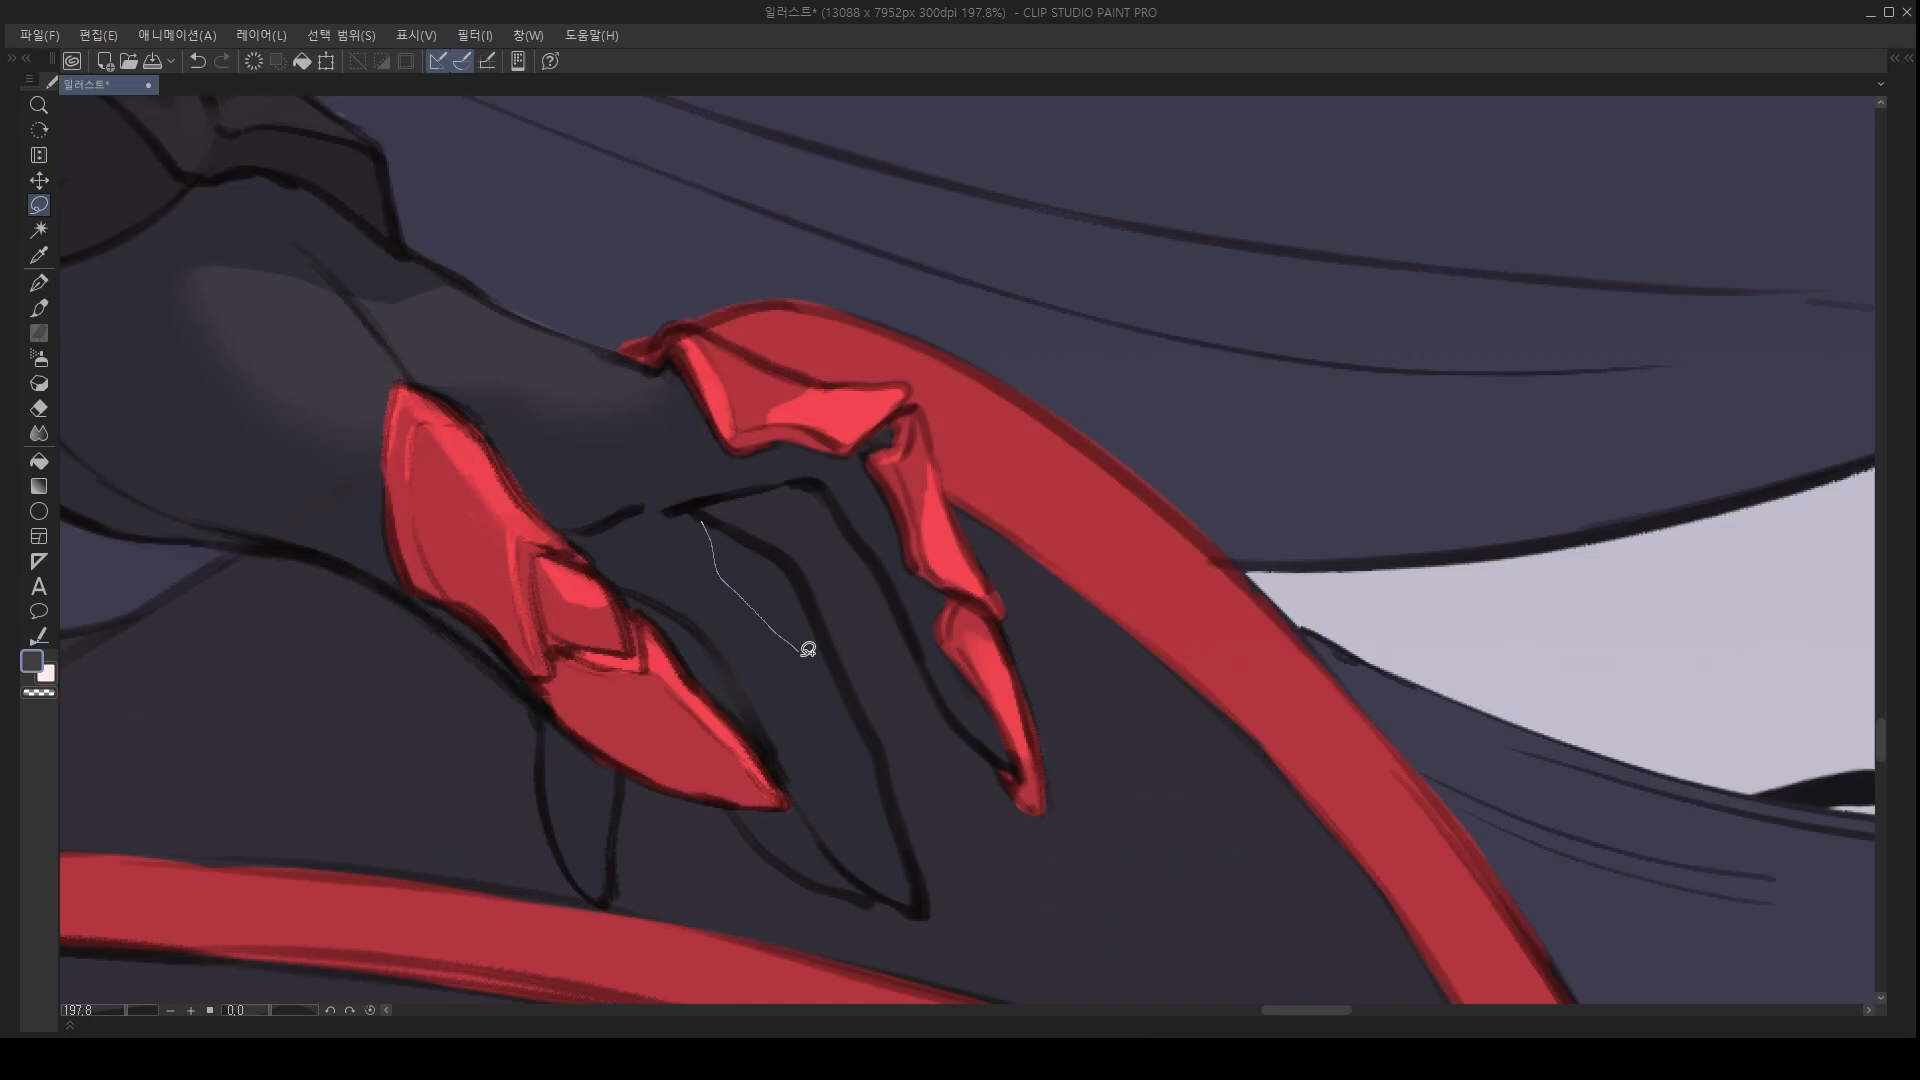 일러스트* (13088 x 7952px 300dpi 197.8%) - CLIP STUDIO PAINT PRO
파일(F) 편집(E) 애니메이션(A) 레이어(L) 선택 범위(S) 표시(V) 필터(I) 창(W) 도움말(H)
일러스트*
197.8 0.0